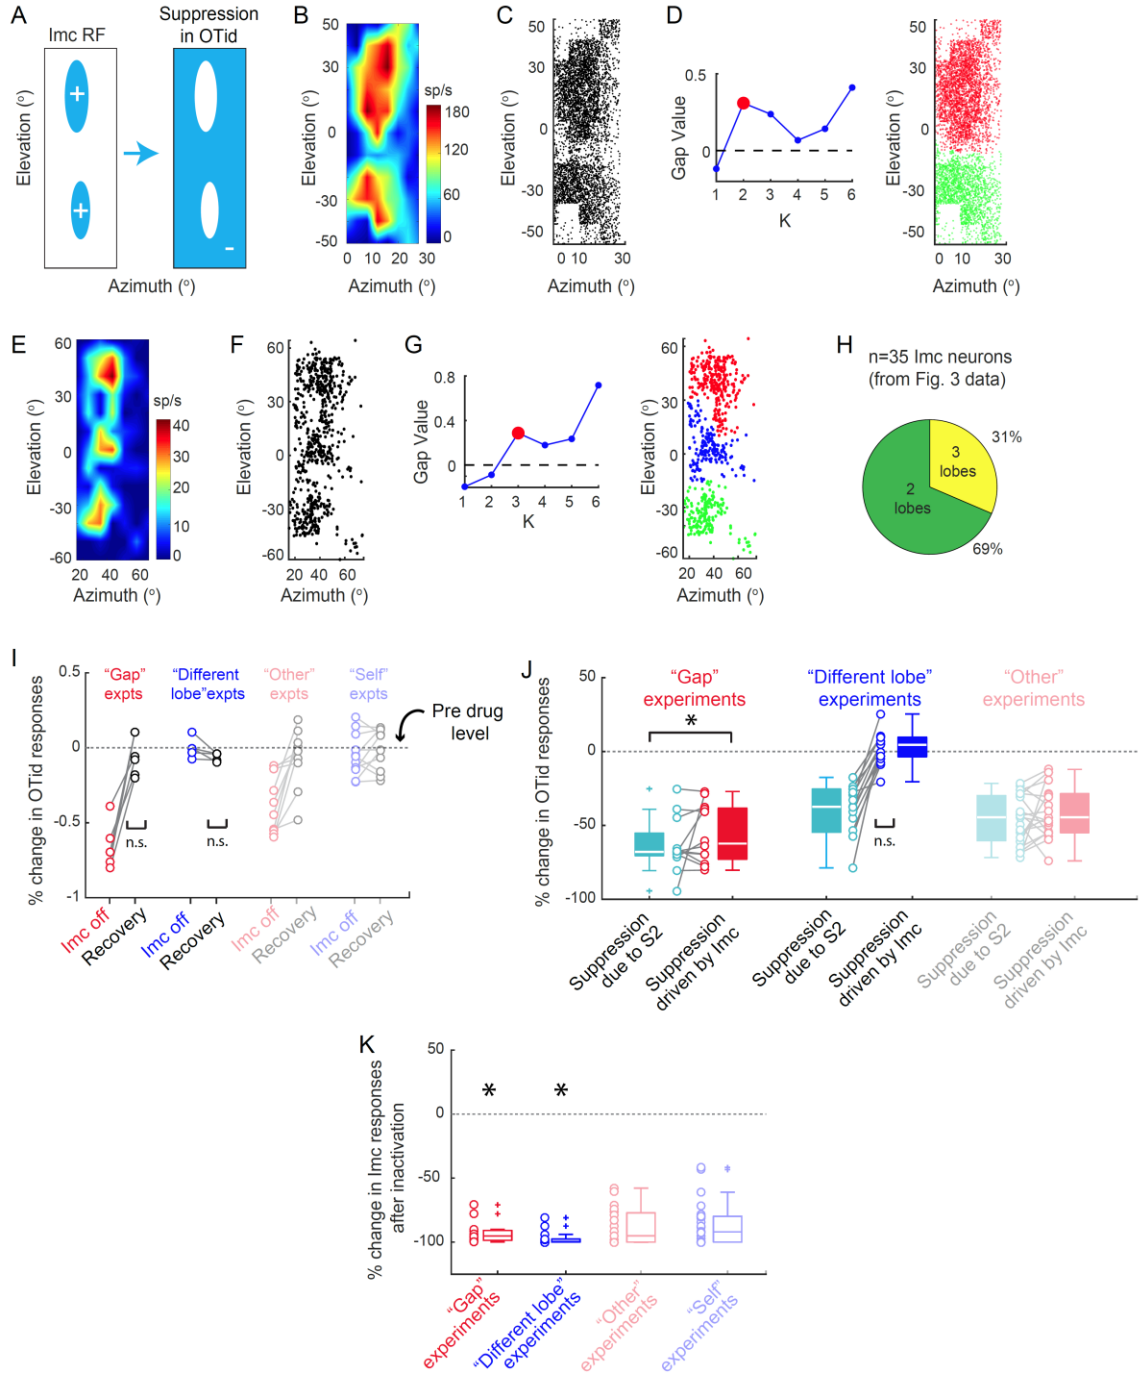 A
Imc RF
Suppression
in OTid
+
+
-
Elevation (°)
Elevation (°)
Azimuth (°)
B
50
30
0
-30
-50
0 10 20 30
Elevation (°)
Azimuth (°)
sp/s
180
120
60
0
C
50
30
0
-30
-50
0 10 30
Elevation (°)
Azimuth (°)
D
0.5
0
Gap Value
1 2 3 4 5 6
K
50
30
0
-30
-50
0 10 30
Elevation (°)
Azimuth (°)
E
60
30
0
-30
-60
20 40 60
Elevation (°)
Azimuth (°)
sp/s
40
30
20
10
0
F
60
30
0
-30
-60
20 40 60
Elevation (°)
Azimuth (°)
G
0.8
0.4
0
Gap Value
1 2 3 4 5 6
K
60
30
0
-30
-60
20 40 60
Elevation (°)
Azimuth (°)
H
n=35 Imc neurons
(from Fig. 3 data)
31%
3
lobes
2
lobes
69%
I
% change in OTid responses
0.5
0
-0.5
-1
"Gap"
expts
"Different
lobe"expts
"Other"
expts
"Self"
expts
Pre drug
level
n.s.
n.s.
Imc off
Recovery
Imc off
Recovery
Imc off
Recovery
Imc off
Recovery
J
% change in OTid responses
50
0
-50
-100
"Gap"
experiments
"Different lobe"
experiments
"Other"
experiments
*
n.s.
Suppression
due to S2
Suppression
driven by Imc
Suppression
due to S2
Suppression
driven by Imc
Suppression
due to S2
Suppression
driven by Imc
K
% change in Imc responses
after inactivation
50
0
-50
-100
*
*
"Gap"
experiments
"Different lobe"
experiments
"Other"
experiments
"Self"
experiments